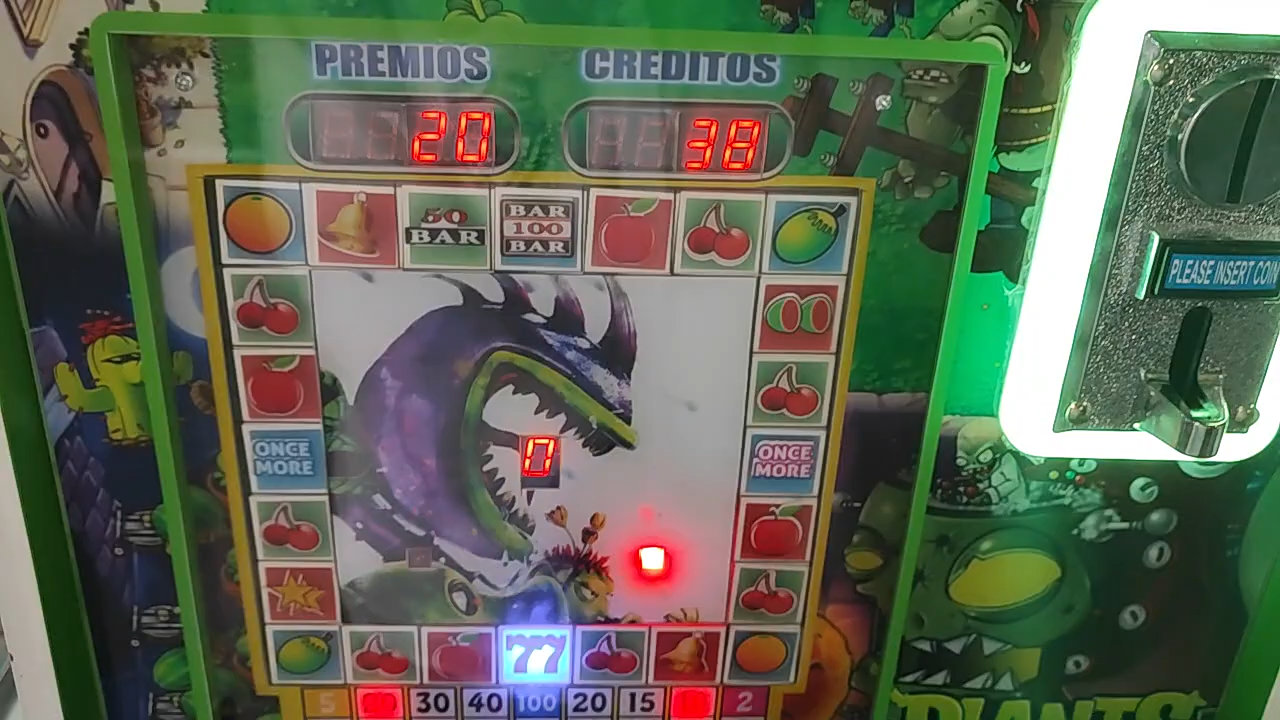 PREMIOS CREDITOS
20 38
50 BAR
BAR 100 BAR
PLEASE INSERT COIN
ONCE MORE
0
ONCE MORE
77
5 30 40 100 20 15 2
PLANTS